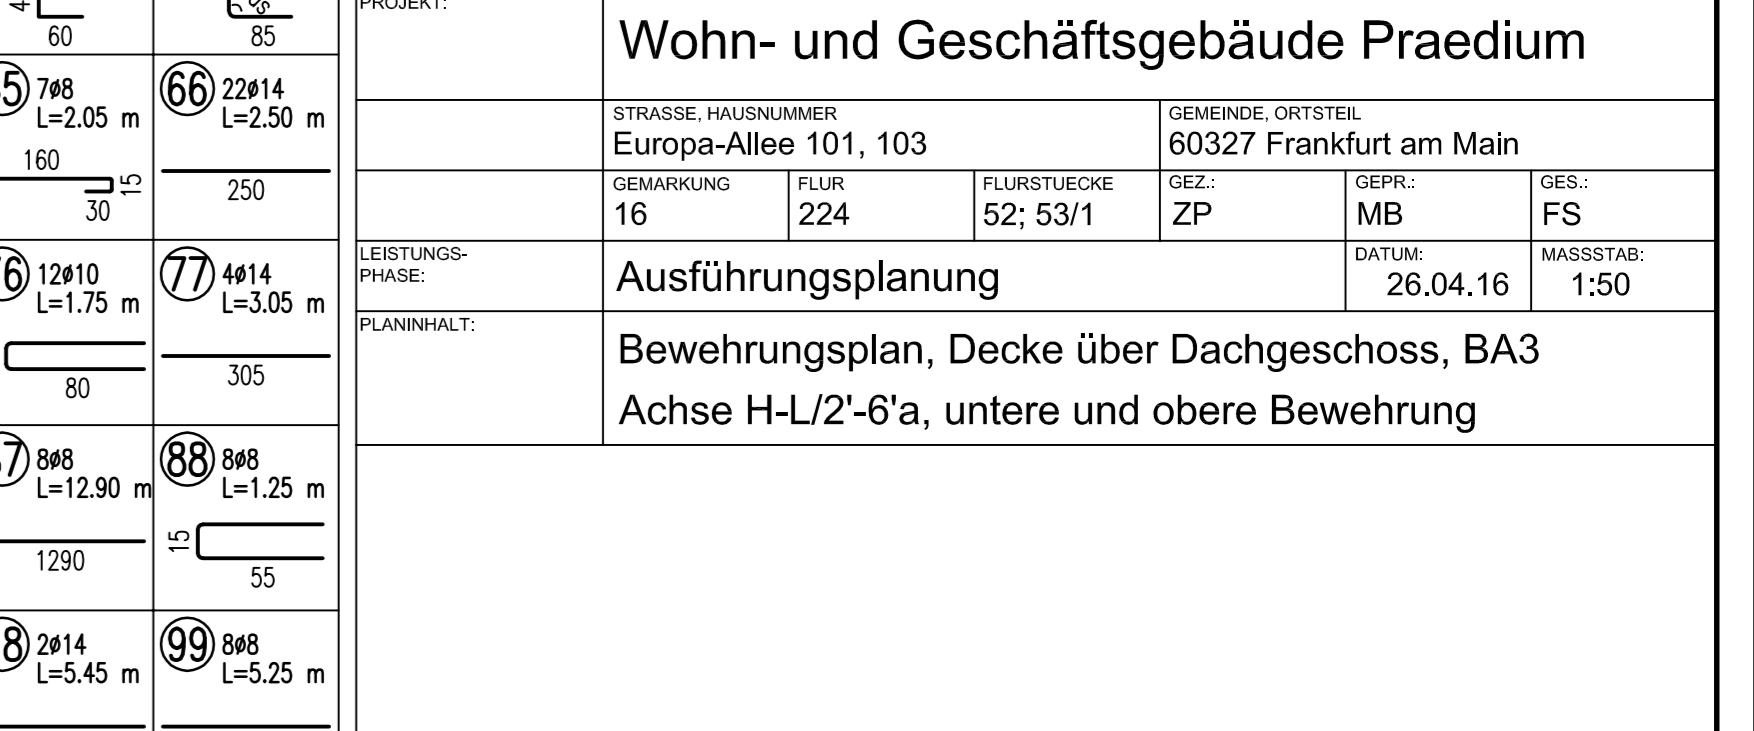 60
85
7ø8
L=2.05 m
160
15
30
66 22ø14
L=2.50 m
250
12ø10
L=1.75 m
80
77 4ø14
L=3.05 m
305
8ø8
L=12.90 m
1290
88 8ø8
L=1.25 m
15
55
2ø14
L=5.45 m
99 8ø8
L=5.25 m
PROJEKT:
Wohn- und Geschäftsgebäude Praedium
STRASSE, HAUSNUMMER
Europa-Allee 101, 103
GEMEINDE, ORTSTEIL
60327 Frankfurt am Main
GEMARKUNG
16
FLUR
224
FLURSTUECKE
52; 53/1
GEZ.:
ZP
GEPR.:
MB
GES.:
FS
LEISTUNGS-
PHASE:
Ausführungsplanung
DATUM:
26.04.16
MASSSTAB:
1:50
PLANINHALT:
Bewehrungsplan, Decke über Dachgeschoss, BA3
Achse H-L/2'-6'a, untere und obere Bewehrung